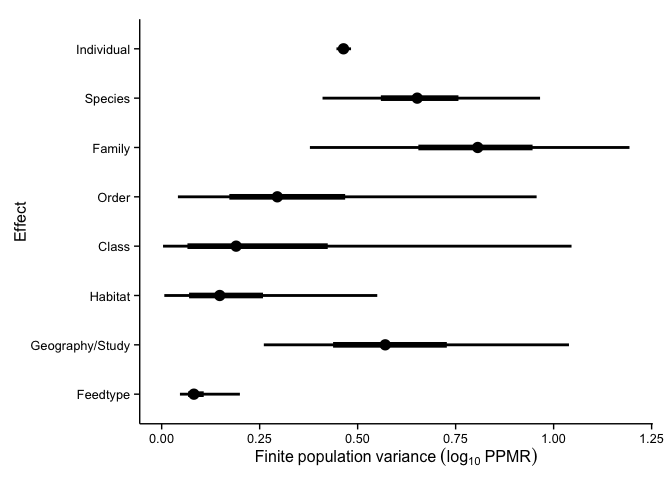 Individual
Species
Family
Order
Class
Habitat
Geography/Study
Feedtype
Effect
0.00 0.25 0.50 0.75 1.00 1.25
Finite population variance (log10 PPMR)